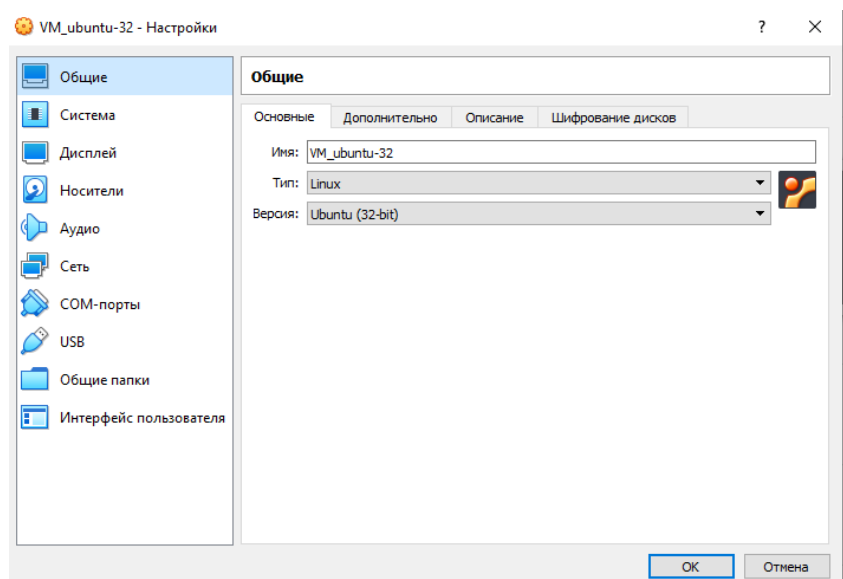 VM_ubuntu-32 - Настройки
?
Общие
Система
Дисплей
Носители
Аудио
Сеть
COM-порты
USB
Общие папки
Интерфейс пользователя
Общие
Основные Дополнительно Описание Шифрование дисков
Имя: VM_ubuntu-32
Тип: Linux
Версия: Ubuntu (32-bit)
OK Отмена